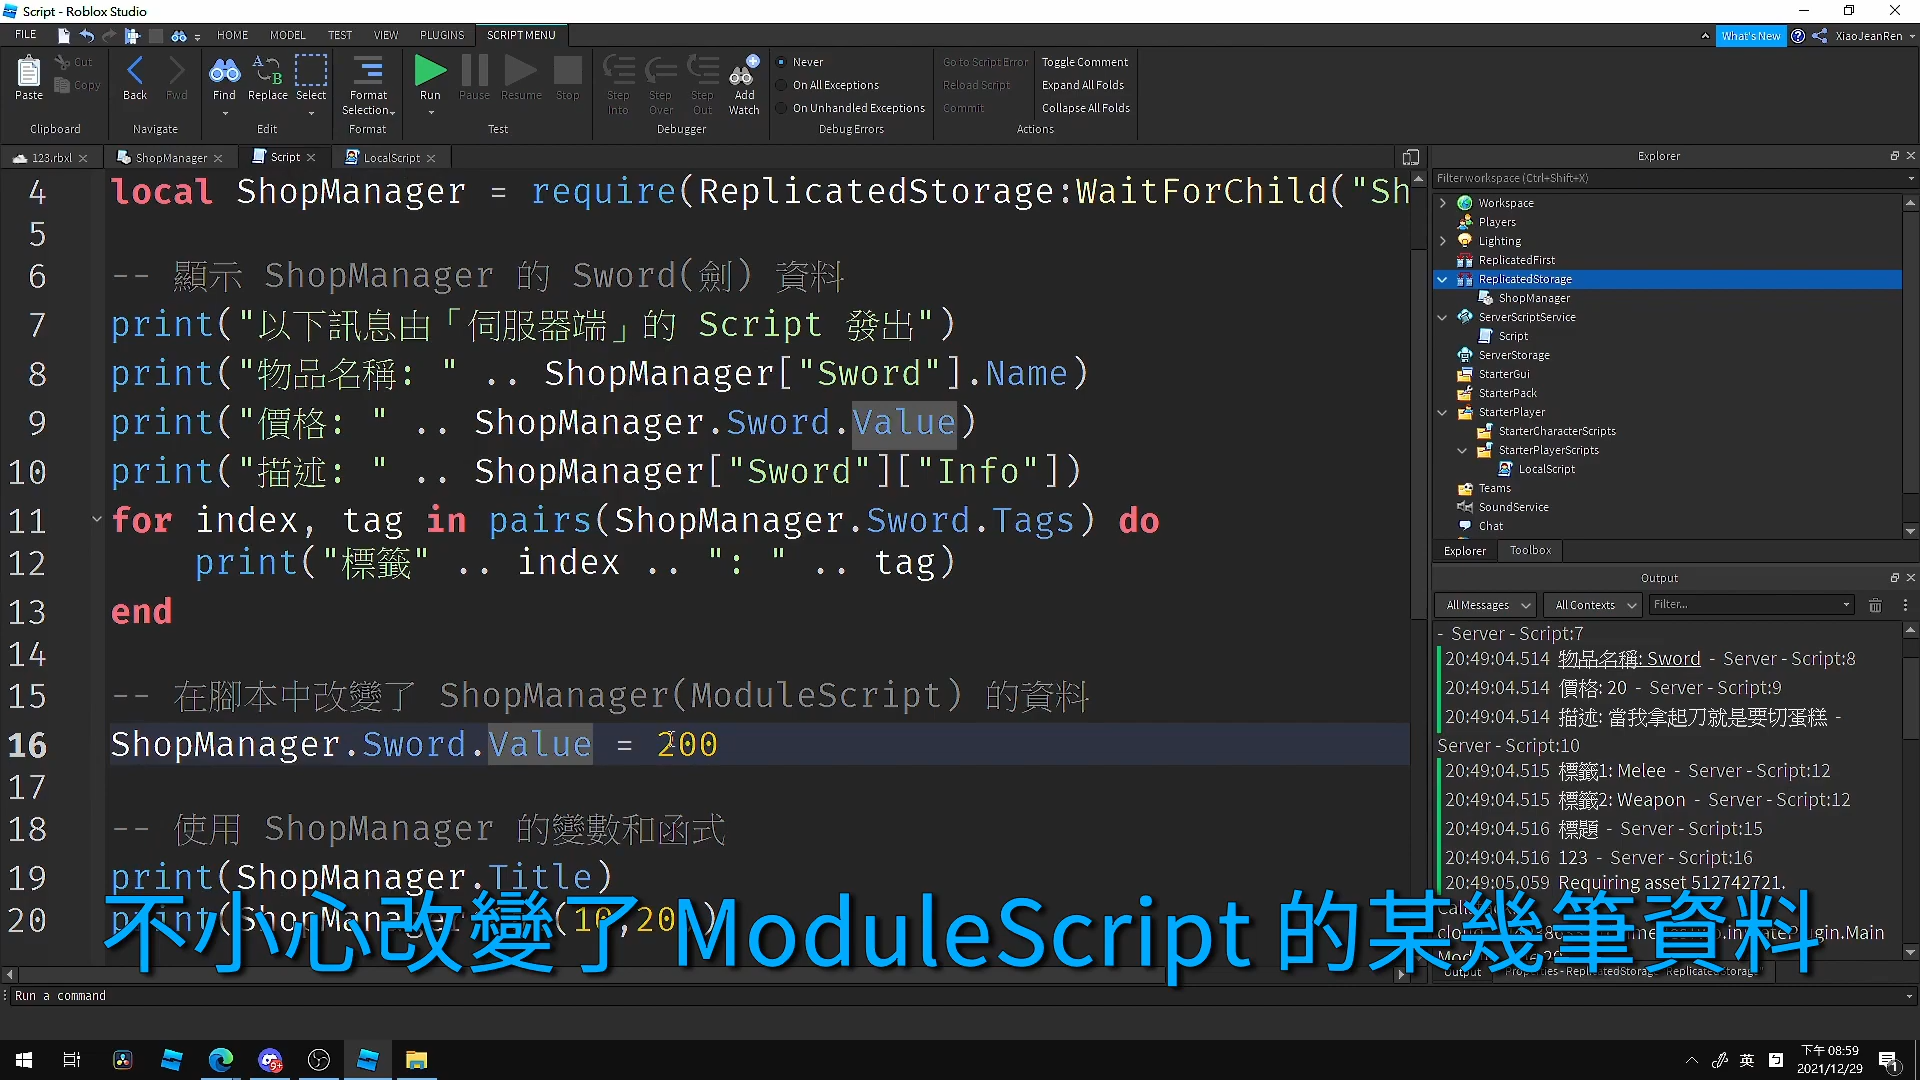 Script - Roblox Studio
FILE HOME MODEL TEST VIEW PLUGINS SCRIPT MENU What's New XiaoJeanRen
Paste Cut Copy Clipboard
Back Fwd Navigate
Find Replace Select Edit
Format Selection Format
Run Pause Resume Stop Test
Step Into Step Over Step Out Add Watch Debugger
Never
On All Exceptions
On Unhandled Exceptions
Debug Errors
Go to Script Error Toggle Comment
Reload Script Expand All Folds
Commit Collapse All Folds
Actions
123.rbxl ShopManager Script LocalScript
4 local ShopManager = require(ReplicatedStorage:WaitForChild("Sh
5
6 -- 顯示 ShopManager 的 Sword(劍) 資料
7 print("以下訊息由「伺服器端」的 Script 發出")
8 print("物品名稱: " .. ShopManager["Sword"].Name)
9 print("價格: " .. ShopManager.Sword.Value)
10 print("描述: " .. ShopManager["Sword"]["Info"])
11 for index, tag in pairs(ShopManager.Sword.Tags) do
12 print("標籤" .. index .. ": " .. tag)
13 end
14
15 -- 在腳本中改變了 ShopManager(ModuleScript) 的資料
16 ShopManager.Sword.Value = 200
17
18 -- 使用 ShopManager 的變數和函式
19 print(ShopManager.Title)
20
不小心改變了 ModuleScript 的某幾筆資料
Run a command
Explorer
Filter workspace (Ctrl+Shift+X)
Workspace
Players
Lighting
ReplicatedFirst
ReplicatedStorage
ShopManager
ServerScriptService
Script
ServerStorage
StarterGui
StarterPack
StarterPlayer
StarterCharacterScripts
StarterPlayerScripts
LocalScript
Teams
SoundService
Chat
Explorer Toolbox
Output
All Messages All Contexts Filter...
- Server - Script:7
20:49:04.514 物品名稱: Sword - Server - Script:8
20:49:04.514 價格: 20 - Server - Script:9
20:49:04.514 描述: 當我拿起刀就是要切蛋糕 -
Server - Script:10
20:49:04.515 標籤1: Melee - Server - Script:12
20:49:04.515 標籤2: Weapon - Server - Script:12
20:49:04.516 標題 - Server - Script:15
20:49:04.516 123 - Server - Script:16
20:49:05.059 Requiring asset 512742721.
Output Properties - ReplicatedStorage "ReplicatedStorage"
英
下午 08:59
2021/12/29